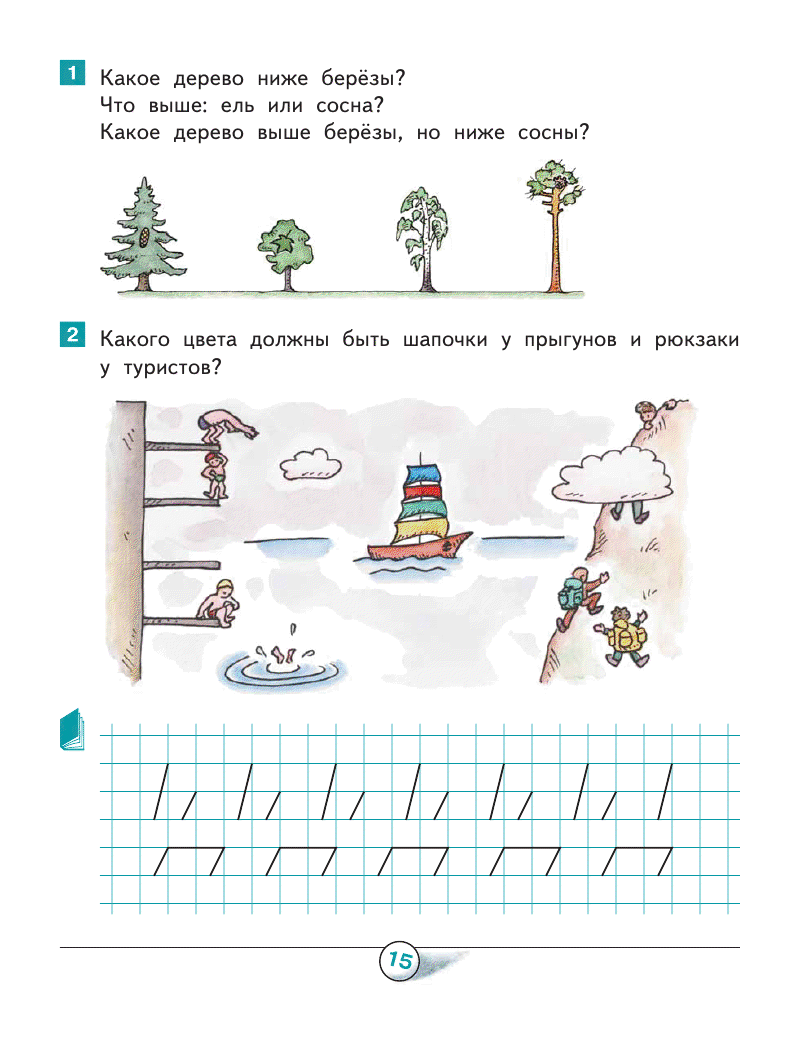 1 Какое дерево ниже берёзы?
Что выше: ель или сосна?
Какое дерево выше берёзы, но ниже сосны?
2 Какого цвета должны быть шапочки у прыгунов и рюкзаки
у туристов?
15